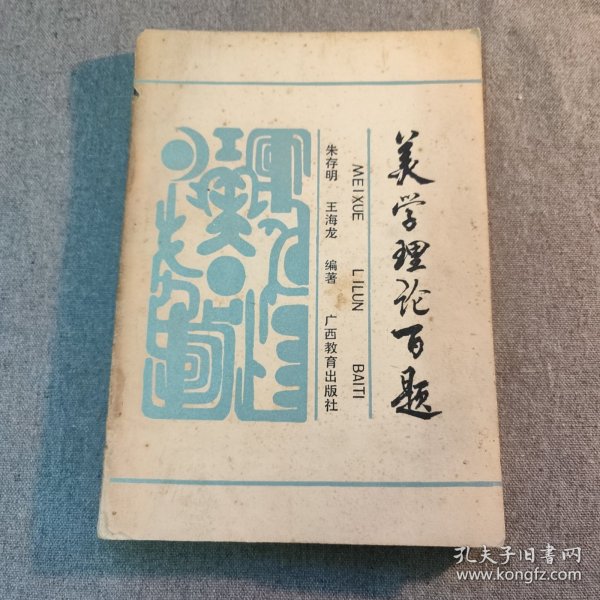 美学理论百题
MEIXUE LILUN BAITI
朱存明 王海龙 编著 广西教育出版社
孔夫子旧书网
www.kongfz.com